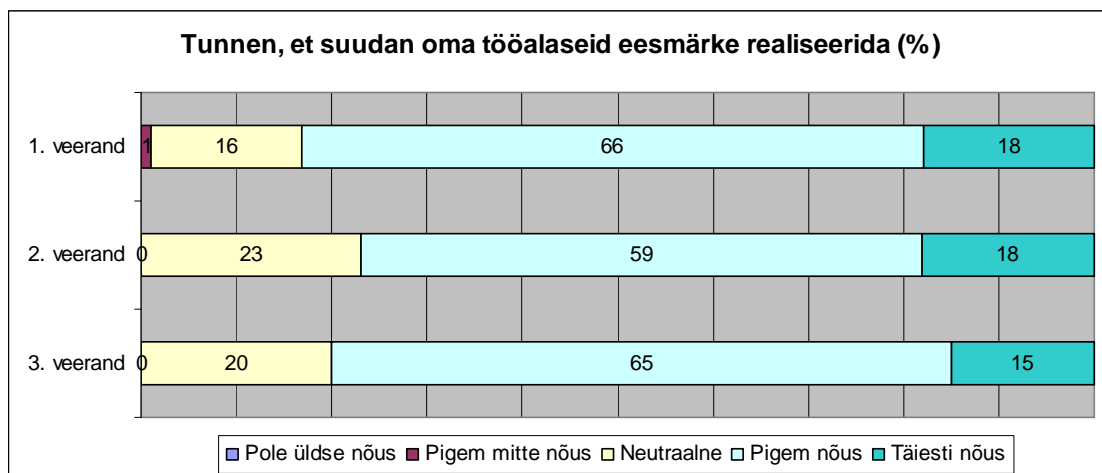 Tunnen, et suudan oma tööalaseid eesmärke realiseerida (%)
1. veerand 1 16 66 18
2. veerand 0 23 59 18
3. veerand 0 20 65 15
Pole üldse nõus Pigem mitte nõus Neutraalne Pigem nõus Täiesti nõus